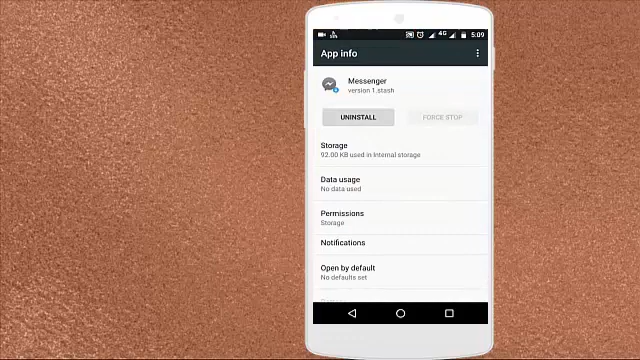 4G 5:09
App info
Messenger
version 1.stash
UNINSTALL FORCE STOP
Storage
92.00 KB used in Internal storage
Data usage
No data used
Permissions
Storage
Notifications
Open by default
No defaults set